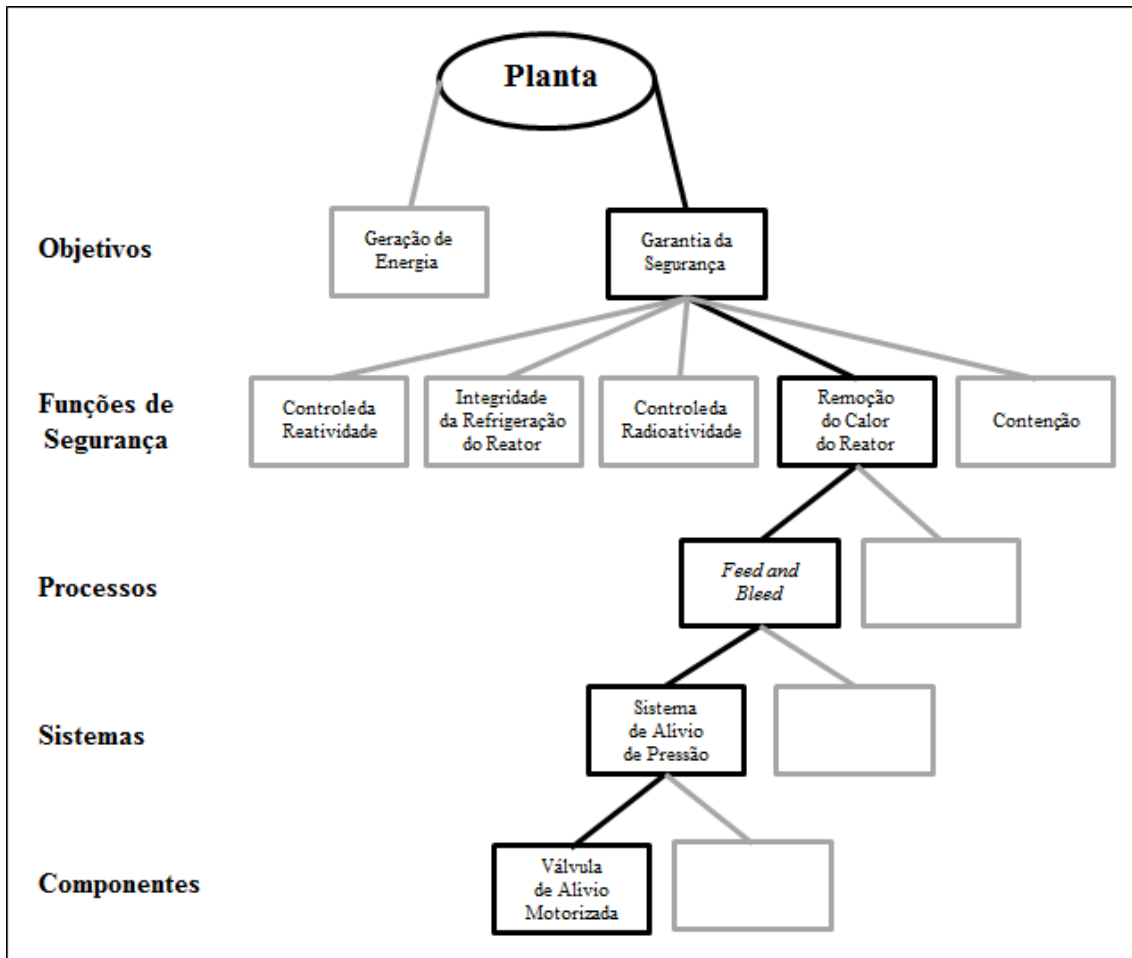 Planta
Objetivos
Geração de
Energia
Garantia da
Segurança
Funções de
Segurança
Controle da
Reatividade
Integridade
da Refrigeração
do Reator
Controle da
Radioatividade
Remoção
do Calor
do Reator
Contenção
Processos
Feed and
Bleed
Sistemas
Sistema
de Alívio
de Pressão
Componentes
Válvula
de Alívio
Motorizada